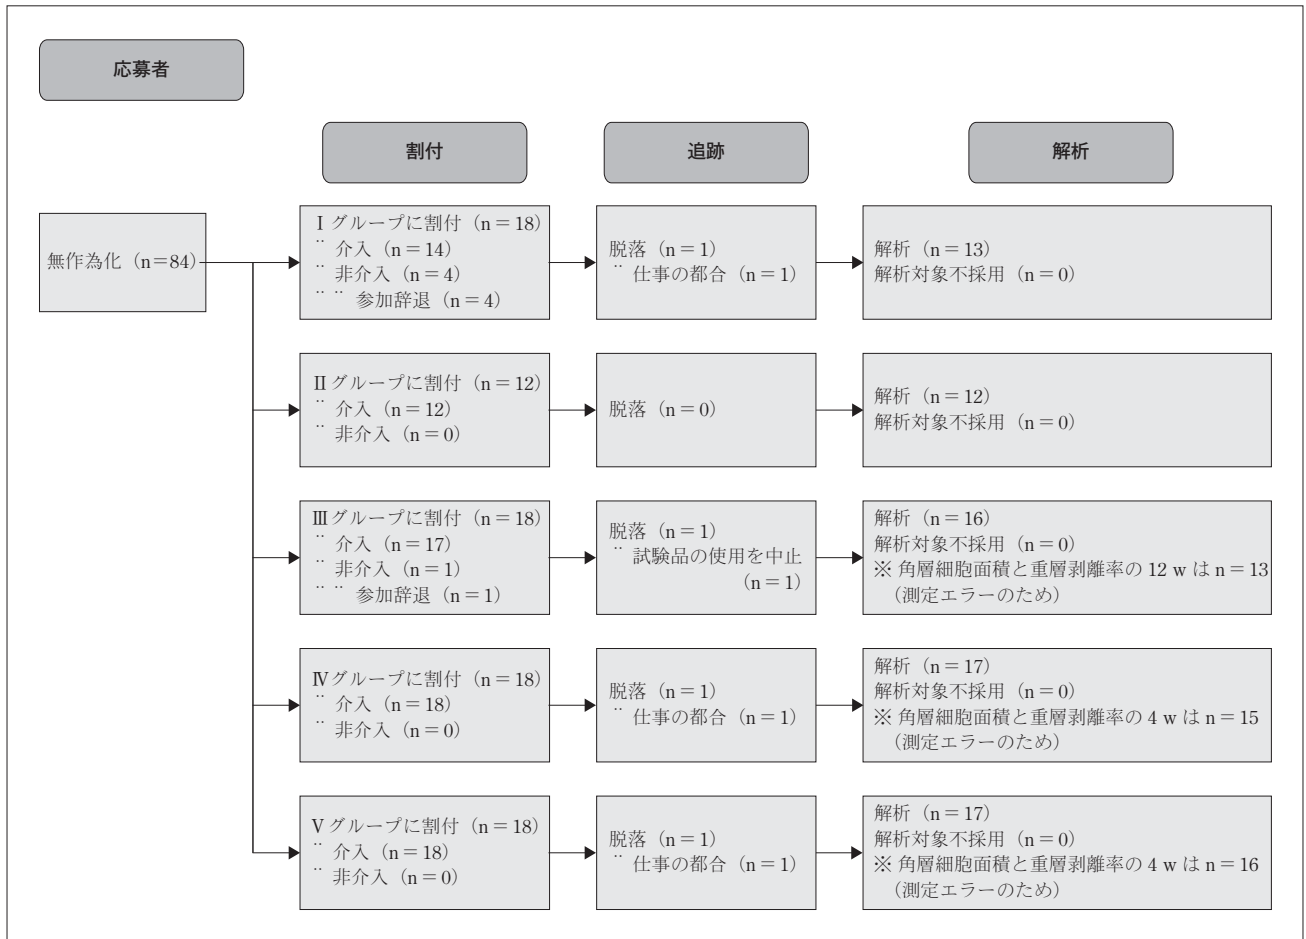 応募者
割付
追跡
解析
無作為化（n＝84）
Ⅰグループに割付（n = 18）
¨ 介入（n = 14）
¨ 非介入（n = 4）
¨ ¨ 参加辞退（n = 4）
脱落（n = 1）
¨ 仕事の都合（n = 1）
解析（n = 13）
解析対象不採用（n = 0）
Ⅱグループに割付（n = 12）
¨ 介入（n = 12）
¨ 非介入（n = 0）
脱落（n = 0）
解析（n = 12）
解析対象不採用（n = 0）
Ⅲグループに割付（n = 18）
¨ 介入（n = 17）
¨ 非介入（n = 1）
¨ ¨ 参加辞退（n = 1）
脱落（n = 1）
¨ 試験品の使用を中止
（n = 1）
解析（n = 16）
解析対象不採用（n = 0）
※ 角層細胞面積と重層剥離率の 12 w は n = 13
（測定エラーのため）
Ⅳグループに割付（n = 18）
¨ 介入（n = 18）
¨ 非介入（n = 0）
脱落（n = 1）
¨ 仕事の都合（n = 1）
解析（n = 17）
解析対象不採用（n = 0）
※ 角層細胞面積と重層剥離率の 4 w は n = 15
（測定エラーのため）
Ⅴグループに割付（n = 18）
¨ 介入（n = 18）
¨ 非介入（n = 0）
脱落（n = 1）
¨ 仕事の都合（n = 1）
解析（n = 17）
解析対象不採用（n = 0）
※ 角層細胞面積と重層剥離率の 4 w は n = 16
（測定エラーのため）